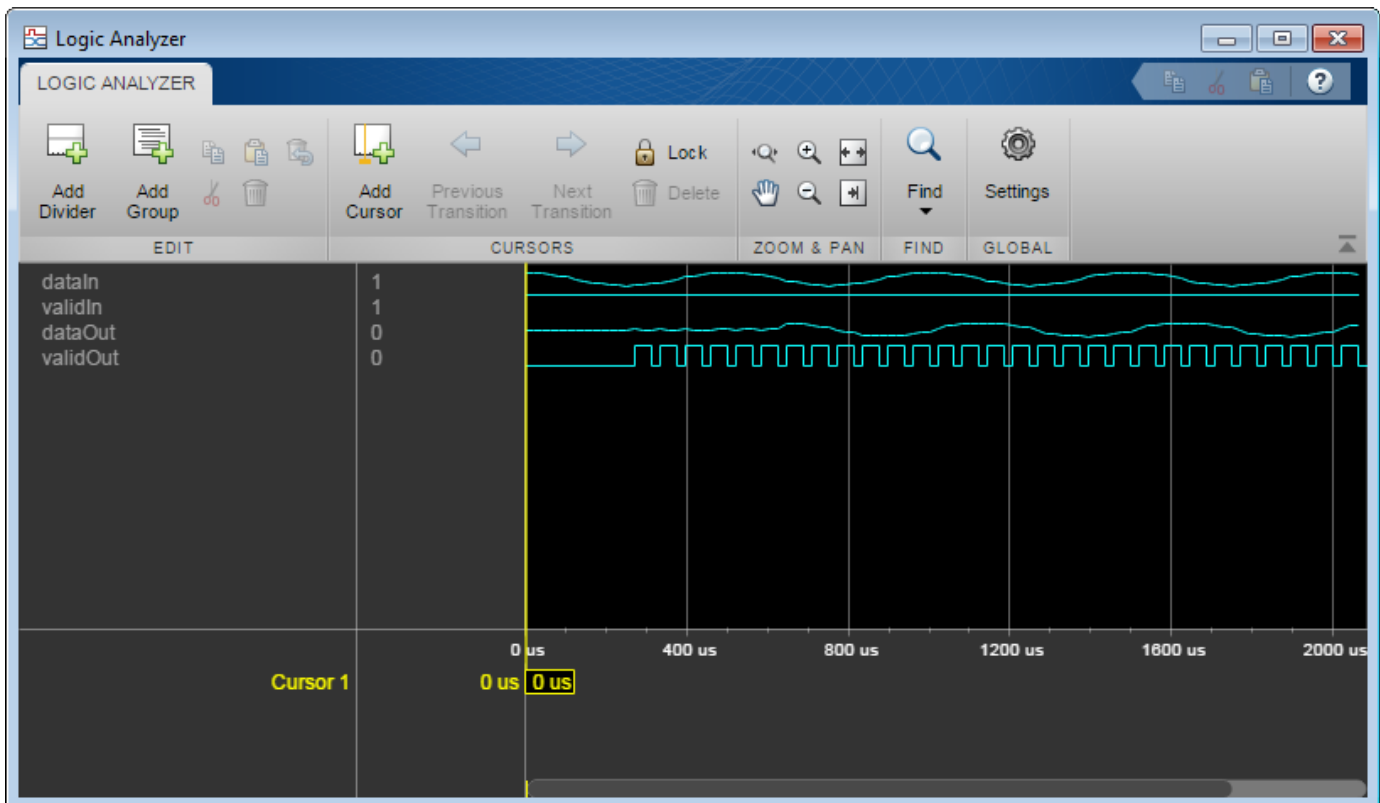 Logic Analyzer
LOGIC ANALYZER
?
Add Divider
Add Group
Add Cursor
Previous Transition
Next Transition
Lock
Delete
Find
Settings
EDIT
CURSORS
ZOOM & PAN
FIND
GLOBAL
dataIn 1
validIn 1
dataOut 0
validOut 0
0 us 400 us 800 us 1200 us 1600 us 2000 us
Cursor 1 0 us 0 us